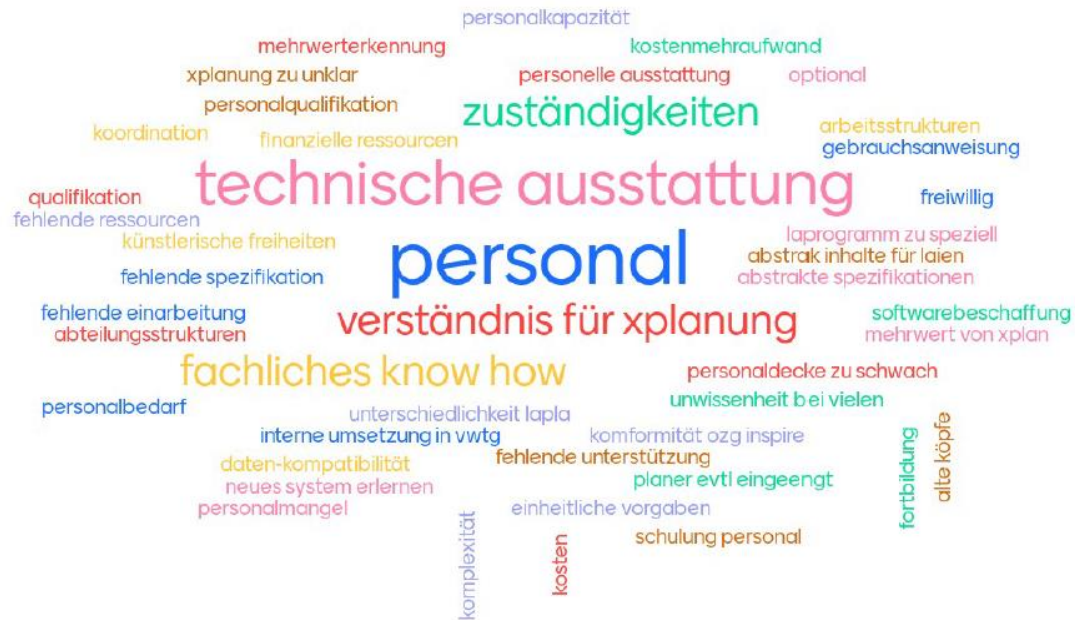 personalkapazität
mehrwerterkennung
kostenmehraufwand
xplanung zu unklar
personelle ausstattung
optional
personalqualifikation
zuständigkeiten
koordination
finanzielle ressourcen
arbeitsstrukturen
gebrauchsanweisung
technische ausstattung
qualifikation
freiwillig
fehlende ressourcen
künstlerische freiheiten
laprogramm zu speziell
personal
abstrak inhalte für laien
fehlende spezifikation
abstrakte spezifikationen
fehlende einarbeitung
verständnis für xplanung
softwarebeschaffung
abteilungsstrukturen
mehrwert von xplan
fachliches know how
personaldecke zu schwach
personalbedarf
unterschiedlichkeit lapla
unwissenheit bei vielen
interne umsetzung in vwtg
komformität ozg inspire
daten-kompatibilität
fehlende unterstützung
fortbildung
alte köpfe
neues system erlernen
planer evtl eingeengt
personalmangel
einheitliche vorgaben
komplexität
kosten
schulung personal